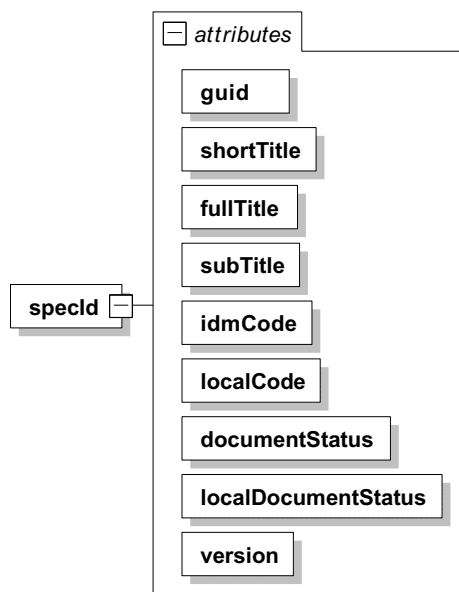 attributes
guid
shortTitle
fullTitle
subTitle
specId
idmCode
localCode
documentStatus
localDocumentStatus
version